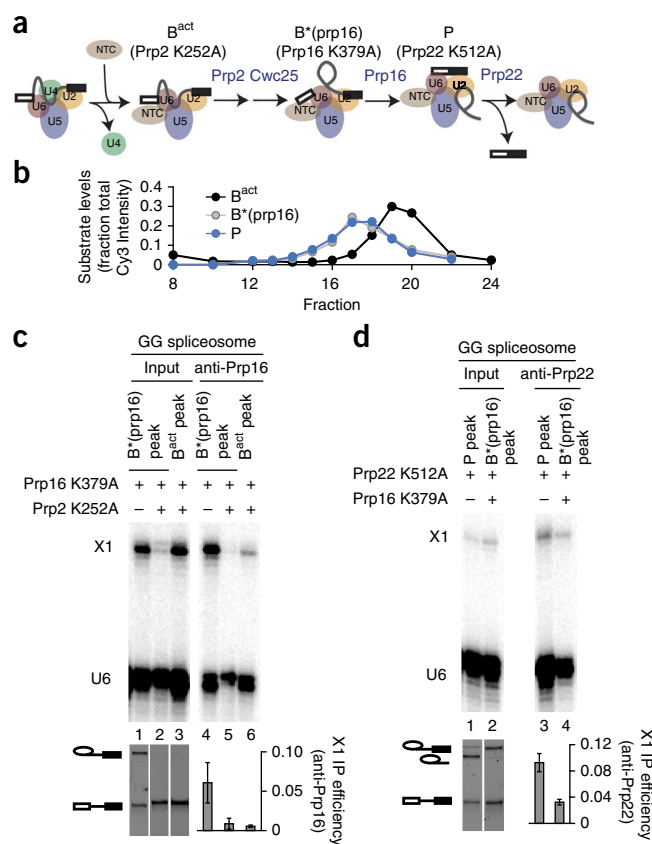 a
B^act
(Prp2 K252A)
B*(prp16)
(Prp16 K379A)
P
(Prp22 K512A)
NTC
Prp2 Cwc25
Prp16
Prp22
U4
U6
U2
U5
U6
U2
NTC
U5
U6
U2
NTC
U5
U6
U2
NTC
U5
U6
U2
NTC
U5
U4
b
Substrate levels
(fraction total
Cy3 Intensity)
0.4
0.3
0.2
0.1
0
B^act
B*(prp16)
P
8 12 16 20 24
Fraction
c
GG spliceosome
Input anti-Prp16
B*(prp16)
peak
B^act peak
B*(prp16)
peak
B^act peak
Prp16 K379A + + + + + +
Prp2 K252A – + + – + +
X1
U6
1 2 3 4 5 6
0.10
0.05
0
X1 IP efficiency
(anti-Prp16)
d
GG spliceosome
Input anti-Prp22
P peak
B*(prp16)
peak
P peak
B*(prp16)
peak
Prp22 K512A + + + +
Prp16 K379A – + – +
X1
U6
1 2 3 4
0.12
0.08
0.04
0
X1 IP efficiency
(anti-Prp22)